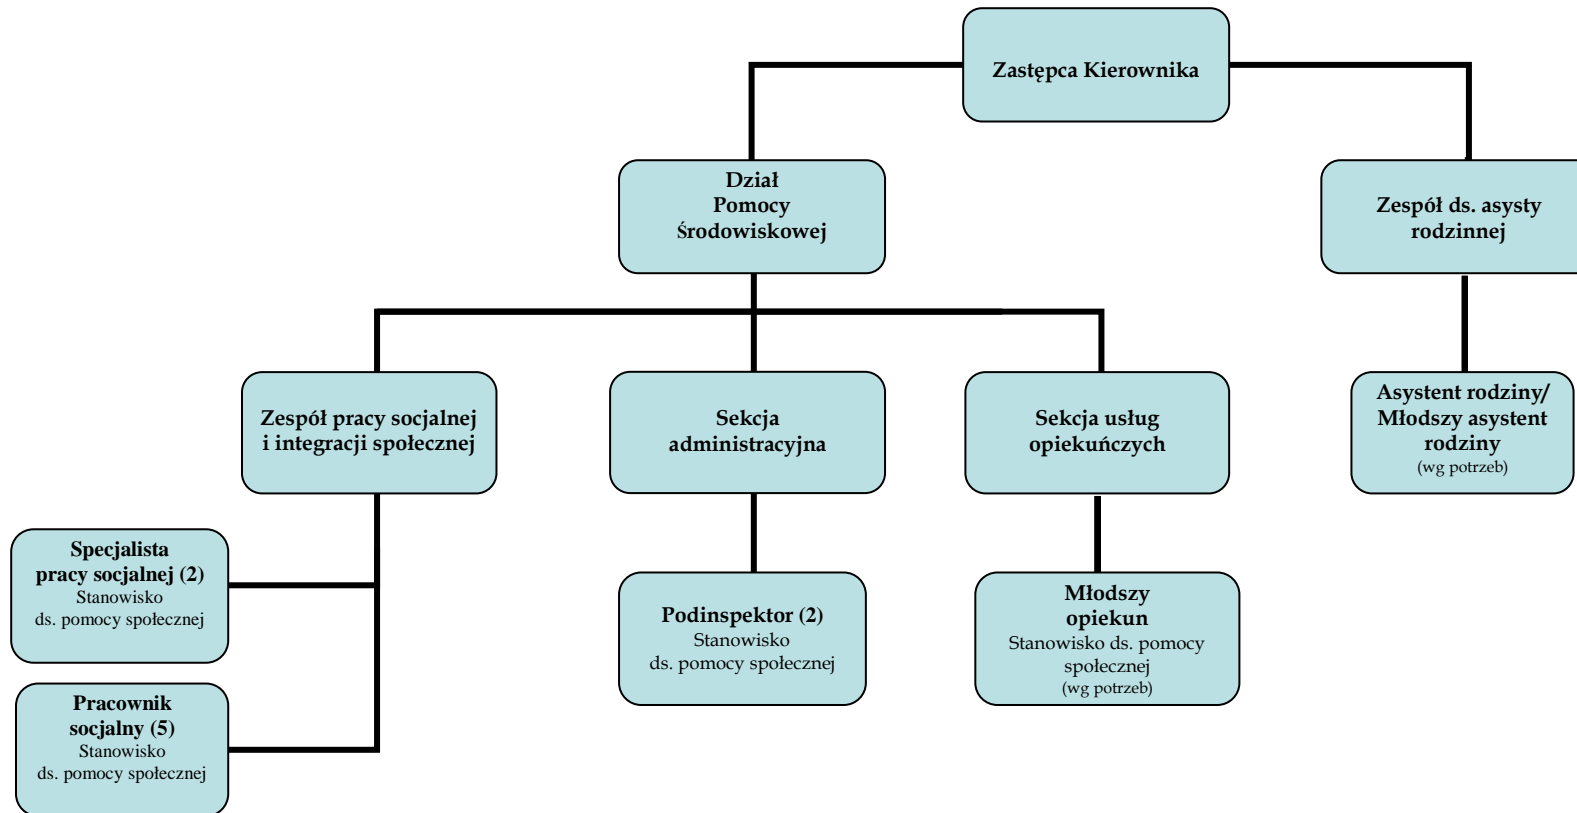 Zastępca Kierownika
Dział
Pomocy
Środowiskowej
Zespół ds. asysty
rodzinnej
Zespół pracy socjalnej
i integracji społecznej
Sekcja
administracyjna
Sekcja usług
opiekuńczych
Asystent rodziny/
Młodszy asystent
rodziny
(wg potrzeb)
Specjalista
pracy socjalnej (2)
Stanowisko
ds. pomocy społecznej
Podinspektor (2)
Stanowisko
ds. pomocy społecznej
Młodszy
opiekun
Stanowisko ds. pomocy
społecznej
(wg potrzeb)
Pracownik
socjalny (5)
Stanowisko
ds. pomocy społecznej